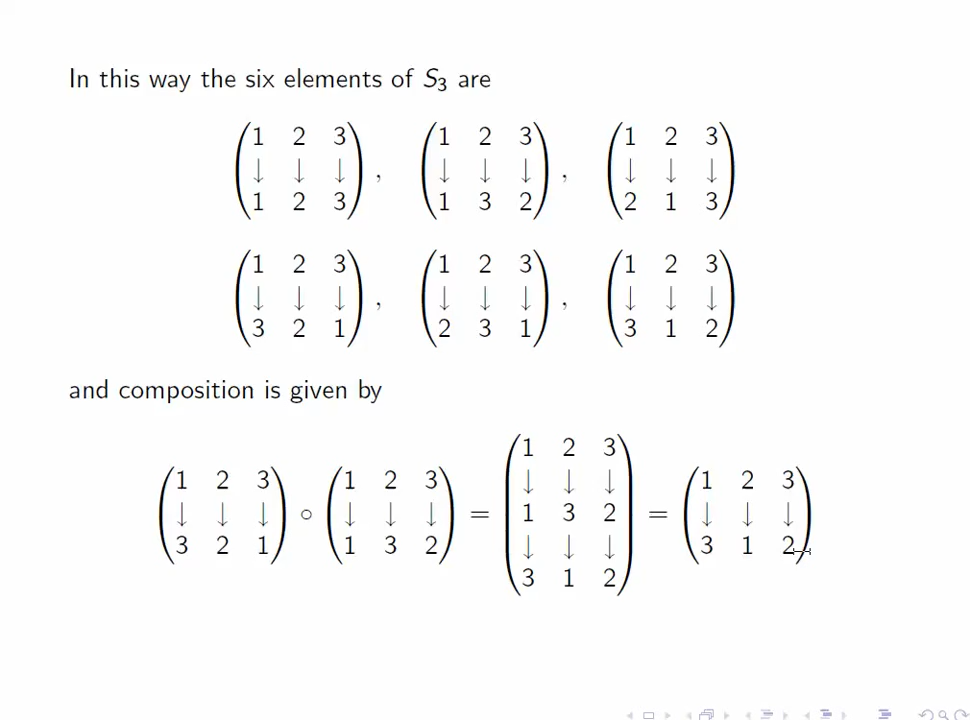 In this way the six elements of S₃ are
(1 2 3 ↓ ↓ ↓ 1 2 3), (1 2 3 ↓ ↓ ↓ 1 3 2), (1 2 3 ↓ ↓ ↓ 2 1 3)
(1 2 3 ↓ ↓ ↓ 3 2 1), (1 2 3 ↓ ↓ ↓ 2 3 1), (1 2 3 ↓ ↓ ↓ 3 1 2)
and composition is given by
(1 2 3 ↓ ↓ ↓ 3 2 1) ∘ (1 2 3 ↓ ↓ ↓ 1 3 2) = (1 2 3 ↓ ↓ ↓ 1 3 2 ↓ ↓ ↓ 3 1 2) = (1 2 3 ↓ ↓ ↓ 3 1 2)